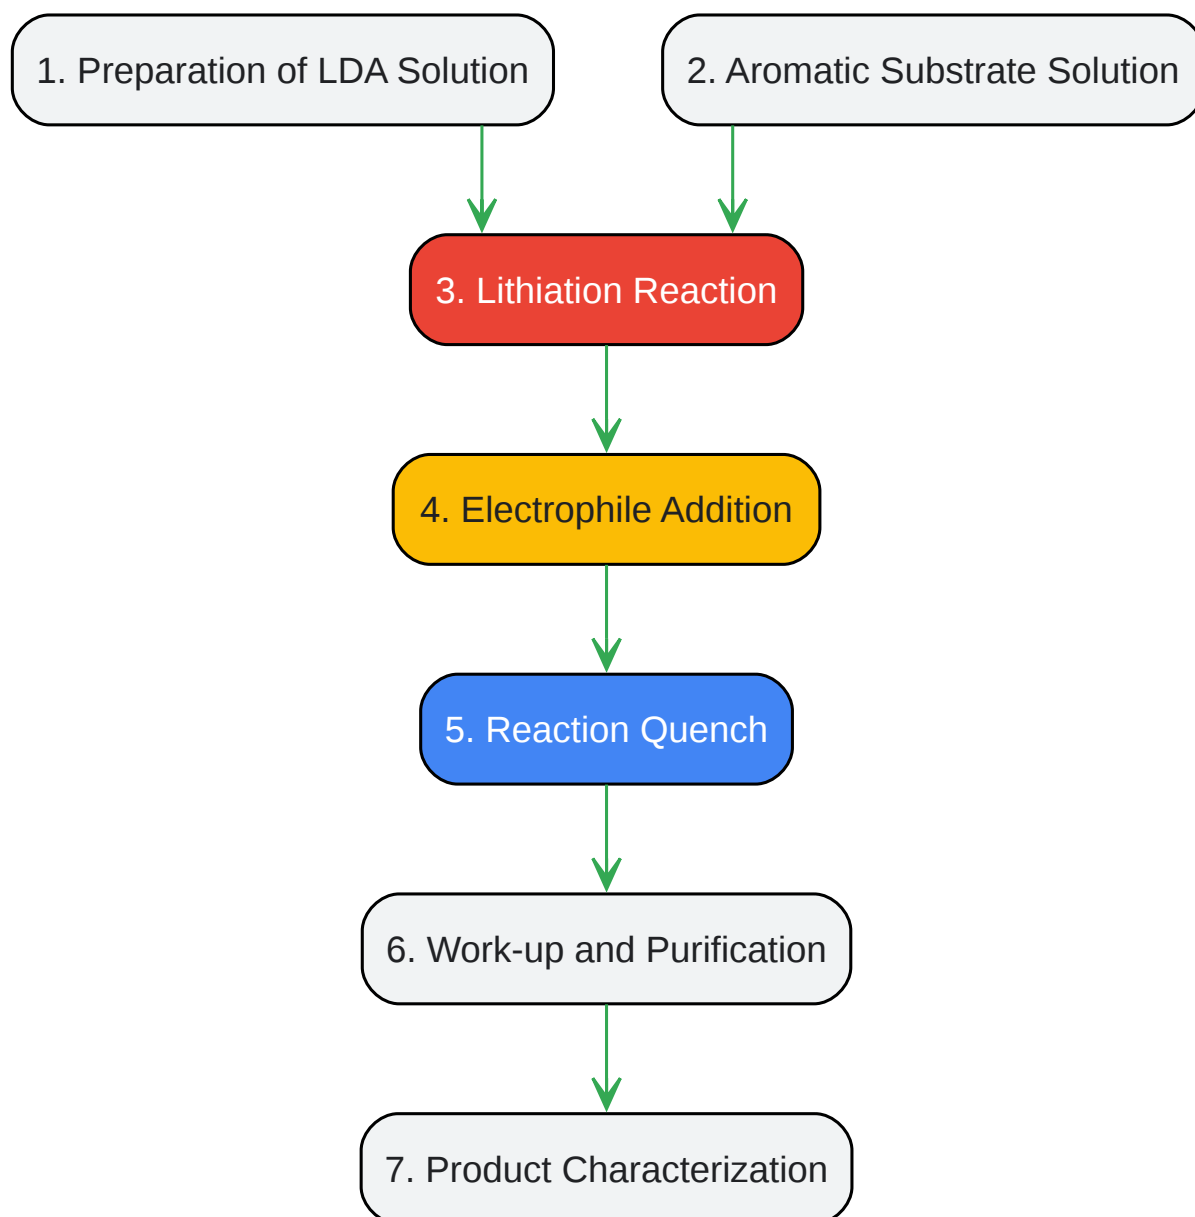 1. Preparation of LDA Solution
2. Aromatic Substrate Solution
3. Lithiation Reaction
4. Electrophile Addition
5. Reaction Quench
6. Work-up and Purification
7. Product Characterization